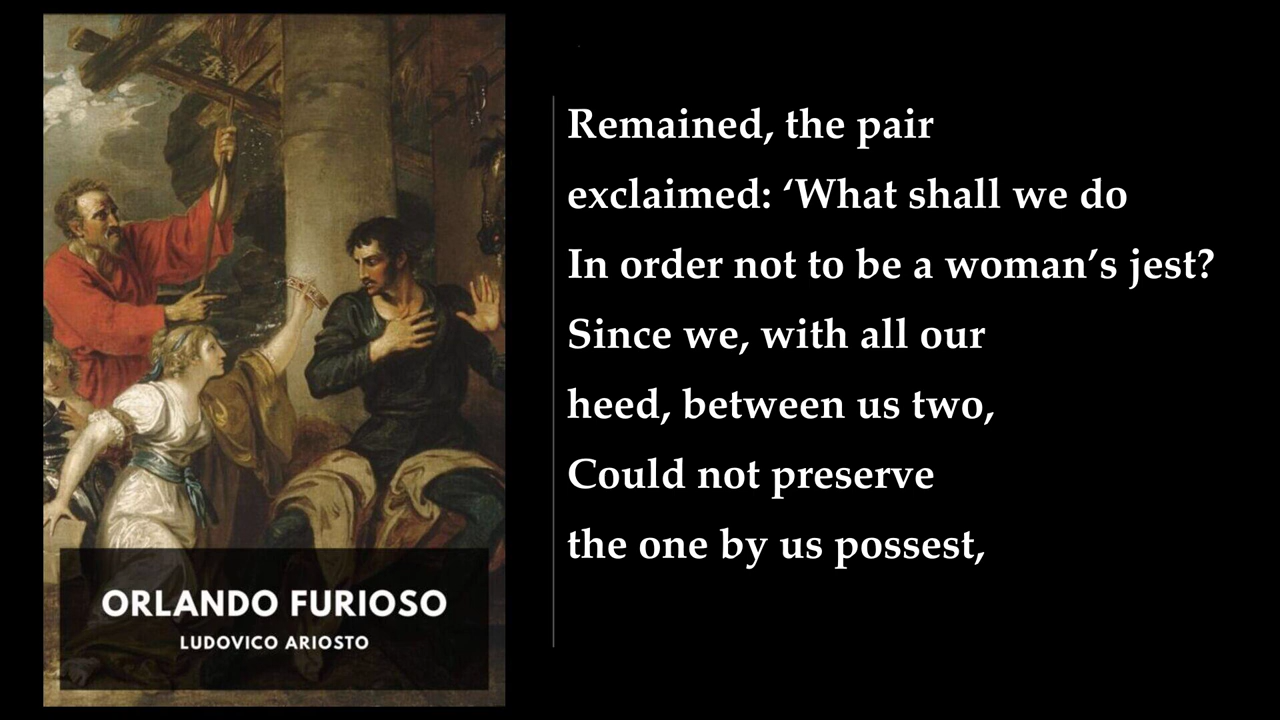 ORLANDO FURIOSO
LUDOVICO ARIOSTO
Remained, the pair
exclaimed: ‘What shall we do
In order not to be a woman’s jest?
Since we, with all our
heed, between us two,
Could not preserve
the one by us possest,